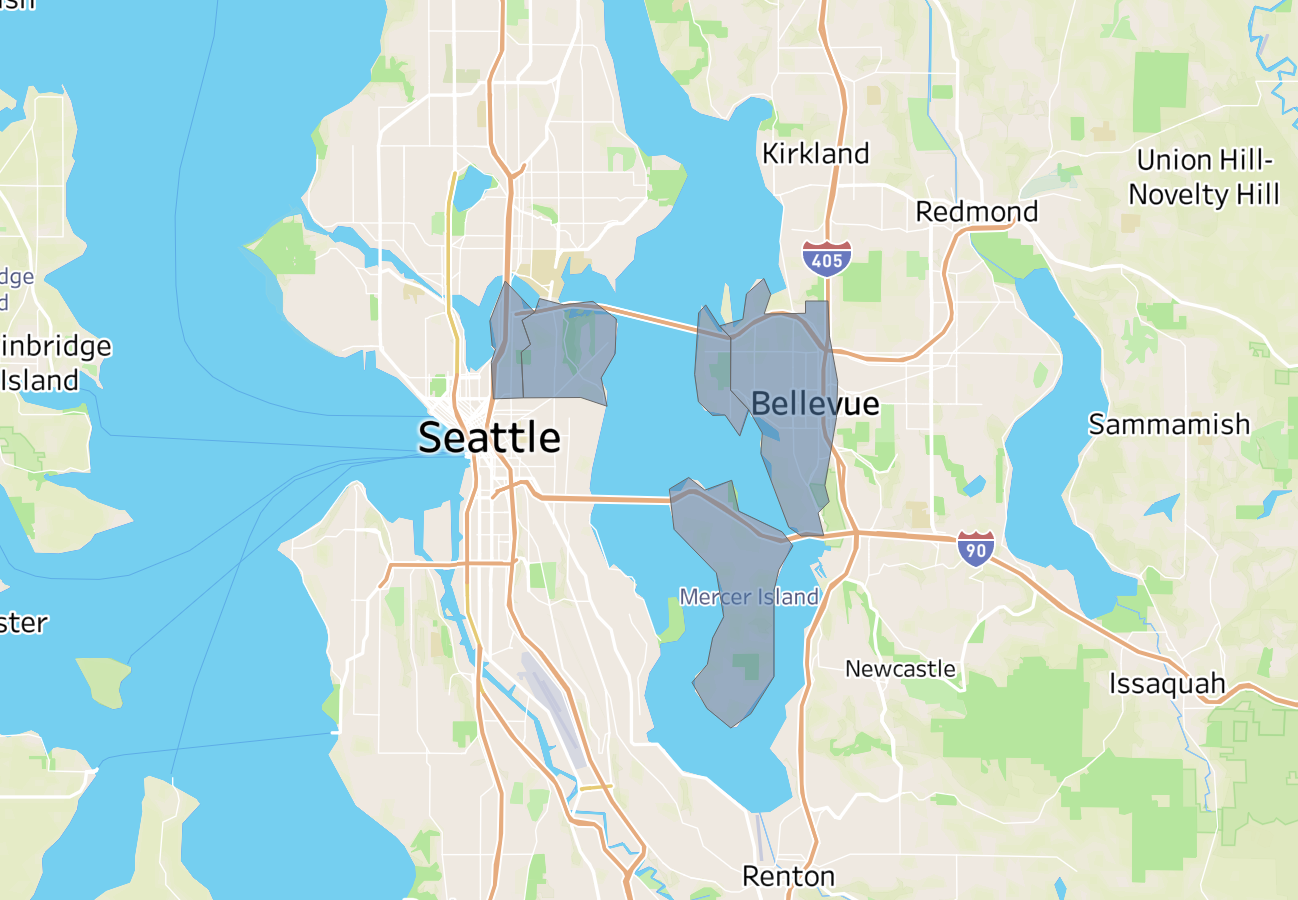 Kirkland
Union Hill-
Novelty Hill
Redmond
405
Bellevue
Sammamish
Seattle
90
Mercer Island
Newcastle
Issaquah
Renton
inbridge
Island
dge
d
ster